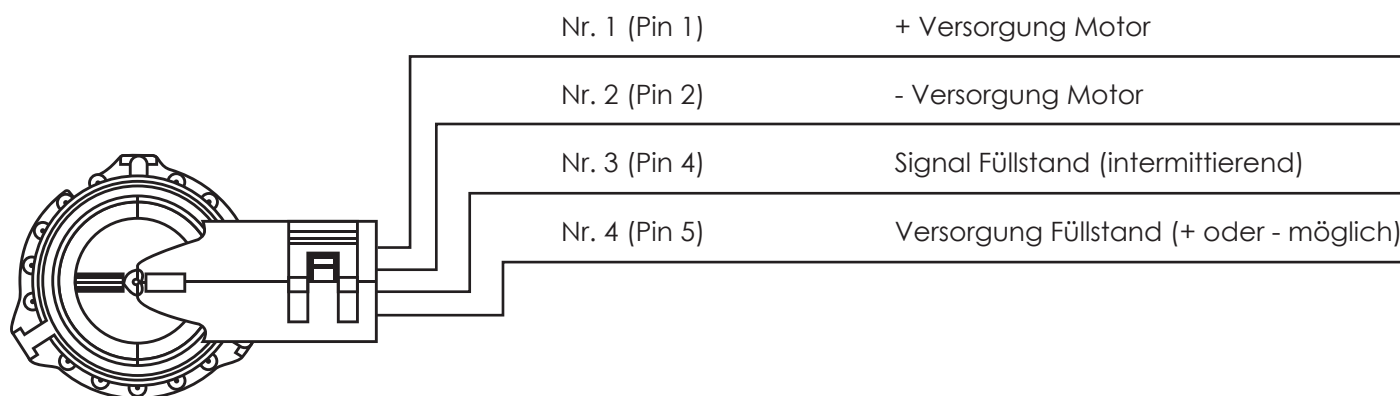 Nr. 1 (Pin 1) + Versorgung Motor
Nr. 2 (Pin 2) - Versorgung Motor
Nr. 3 (Pin 4) Signal Füllstand (intermittierend)
Nr. 4 (Pin 5) Versorgung Füllstand (+ oder - möglich)